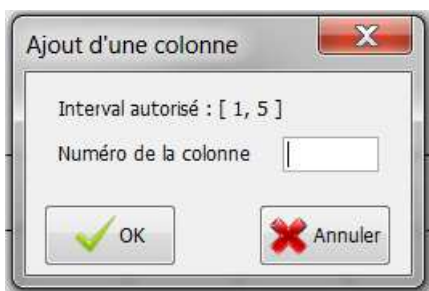 Ajout d'une colonne
Interval autorisé : [ 1, 5 ]
Numéro de la colonne
OK
Annuler